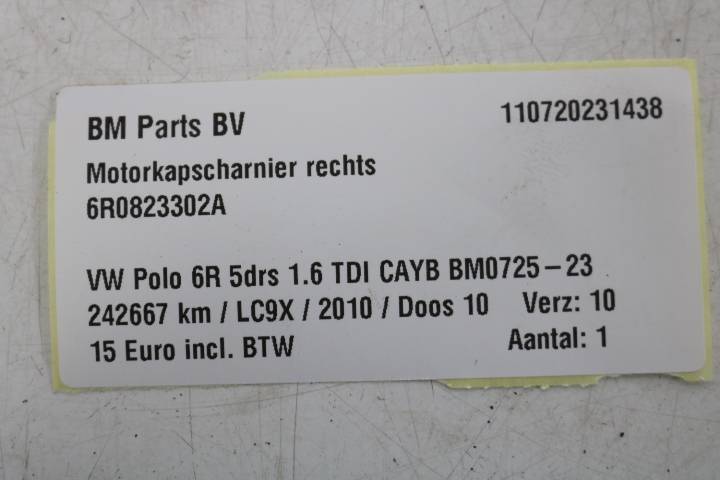 BM Parts BV 110720231438
Motorkapscharnier rechts
6R0823302A
VW Polo 6R 5drs 1.6 TDI CAYB BM0725-23
242667 km / LC9X / 2010 / Doos 10 Verz: 10
15 Euro incl. BTW Aantal: 1